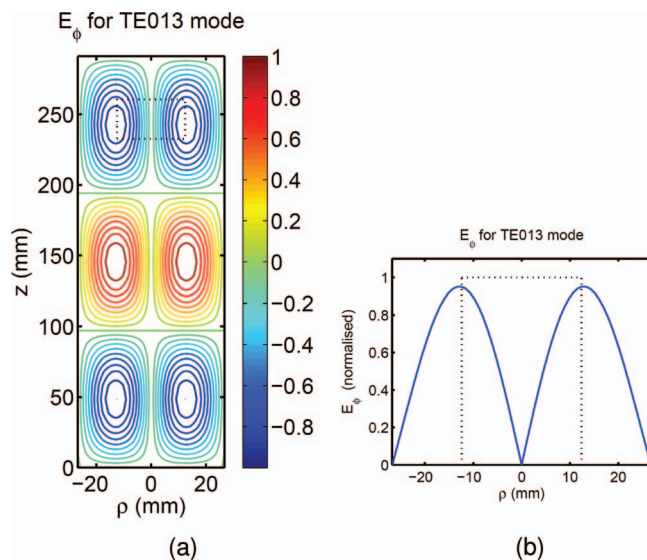 E_ϕ for TE013 mode
250
200
150
100
50
0
z (mm)
−20 0 20
ρ (mm)
1
0.8
0.6
0.4
0.2
0
−0.2
−0.4
−0.6
−0.8
(a)
E_ϕ for TE013 mode
1
0.8
0.6
0.4
0.2
0
E_ϕ (normalised)
−20 −10 0 10 20
ρ (mm)
(b)